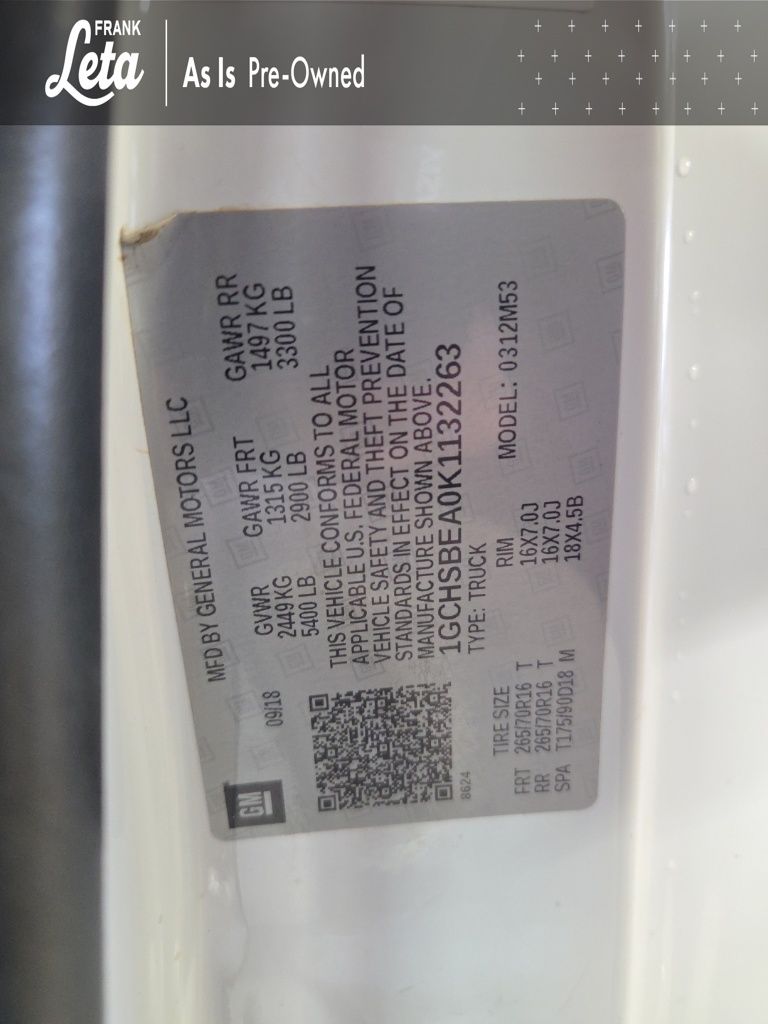 FRANK
Leta
As Is Pre-Owned
MFD BY GENERAL MOTORS LLC
GM
09/18
GVWR GAWR FRT GAWR RR
2449 KG 1315 KG 1497 KG
5400 LB 2900 LB 3300 LB
THIS VEHICLE CONFORMS TO ALL
APPLICABLE U.S. FEDERAL MOTOR
VEHICLE SAFETY AND THEFT PREVENTION
STANDARDS IN EFFECT ON THE DATE OF
MANUFACTURE SHOWN ABOVE.
1GCHSBEA0K1132263
8624
TYPE: TRUCK
TIRE SIZE RIM MODEL: 0312M53
FRT 265/70R16 T 16X7.0J
RR 265/70R16 T 16X7.0J
SPA T175/90D18 M 18X4.5B